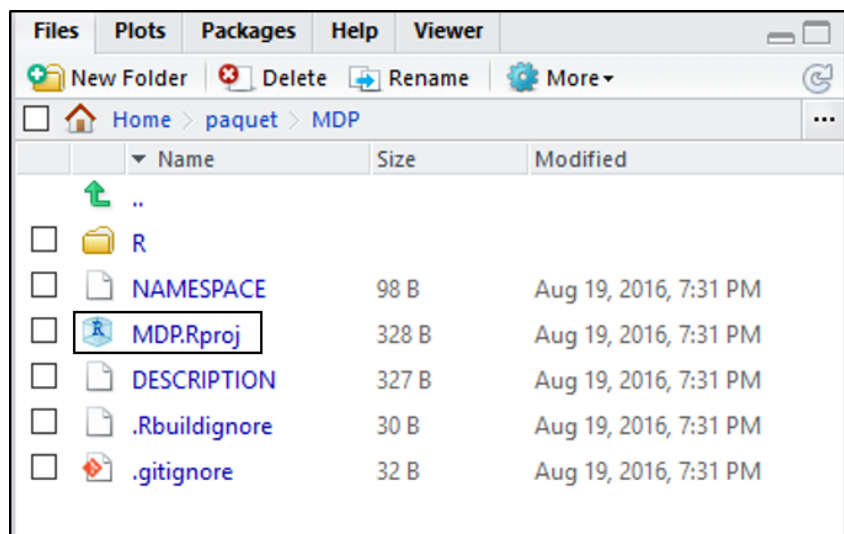 Files Plots Packages Help Viewer
New Folder Delete Rename More
Home paquet MDP ...
Name Size Modified
..
R
NAMESPACE 98 B Aug 19, 2016, 7:31 PM
MDP.Rproj 328 B Aug 19, 2016, 7:31 PM
DESCRIPTION 327 B Aug 19, 2016, 7:31 PM
.Rbuildignore 30 B Aug 19, 2016, 7:31 PM
.gitignore 32 B Aug 19, 2016, 7:31 PM